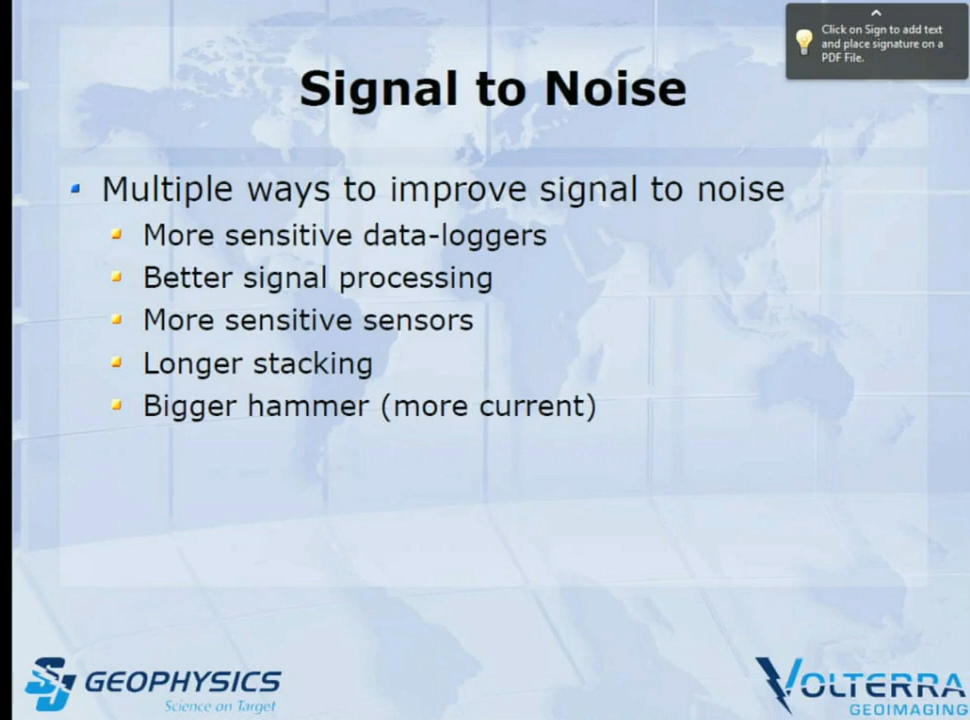 Click on Sign to add text
and place signature on a
PDF File.
Signal to Noise
Multiple ways to improve signal to noise
More sensitive data-loggers
Better signal processing
More sensitive sensors
Longer stacking
Bigger hammer (more current)
SJ GEOPHYSICS
Science on Target
VOLTERRA
GEOIMAGING